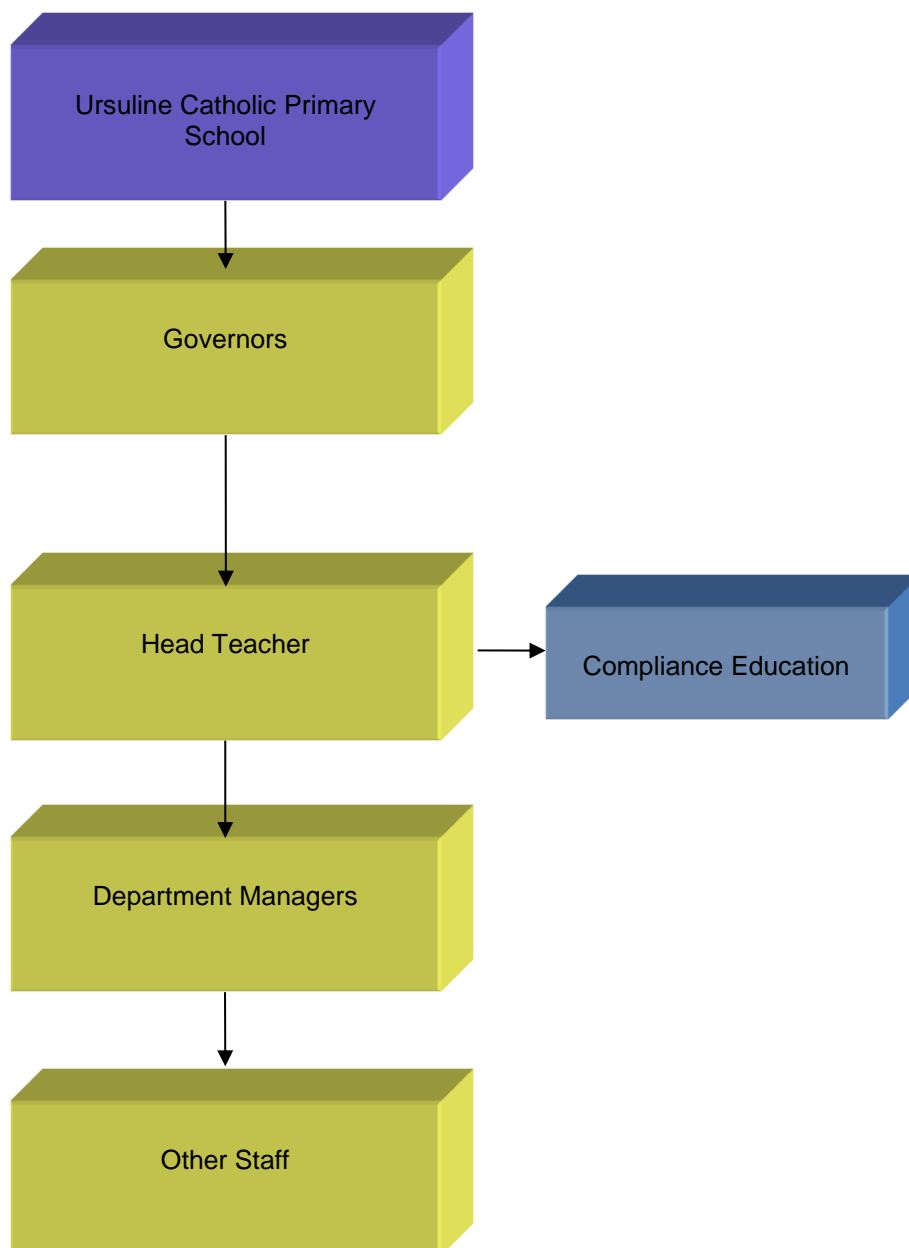 Ursuline Catholic Primary
School
Governors
Head Teacher
Compliance Education
Department Managers
Other Staff